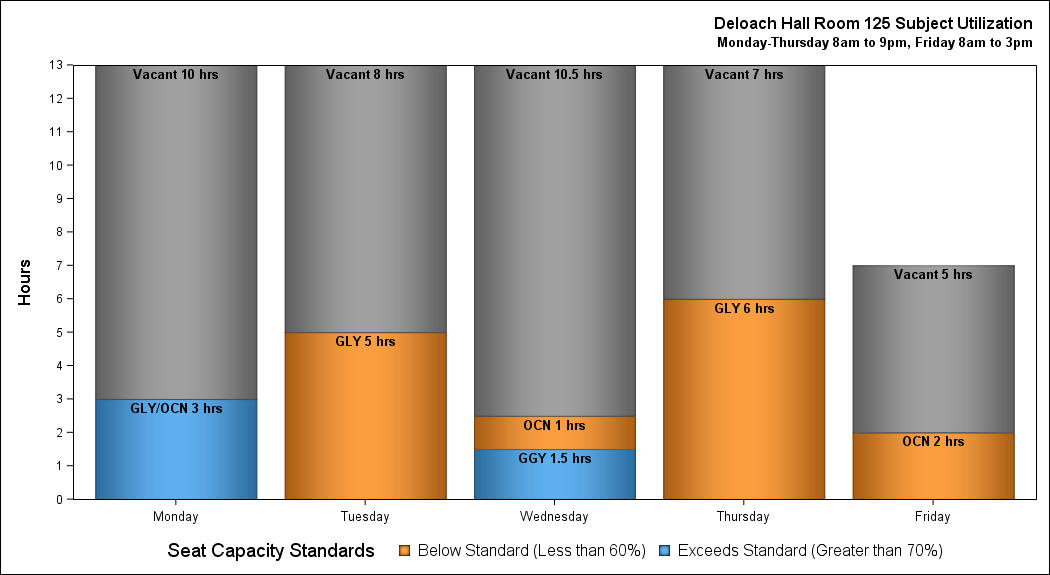 Deloach Hall Room 125 Subject Utilization
Monday-Thursday 8am to 9pm, Friday 8am to 3pm
Hours
13
12
11
10
9
8
7
6
5
4
3
2
1
0
Vacant 10 hrs
GLY/OCN 3 hrs
Vacant 8 hrs
GLY 5 hrs
Vacant 10.5 hrs
OCN 1 hrs
GGY 1.5 hrs
Vacant 7 hrs
GLY 6 hrs
Vacant 5 hrs
OCN 2 hrs
Monday Tuesday Wednesday Thursday Friday
Seat Capacity Standards Below Standard (Less than 60%) Exceeds Standard (Greater than 70%)